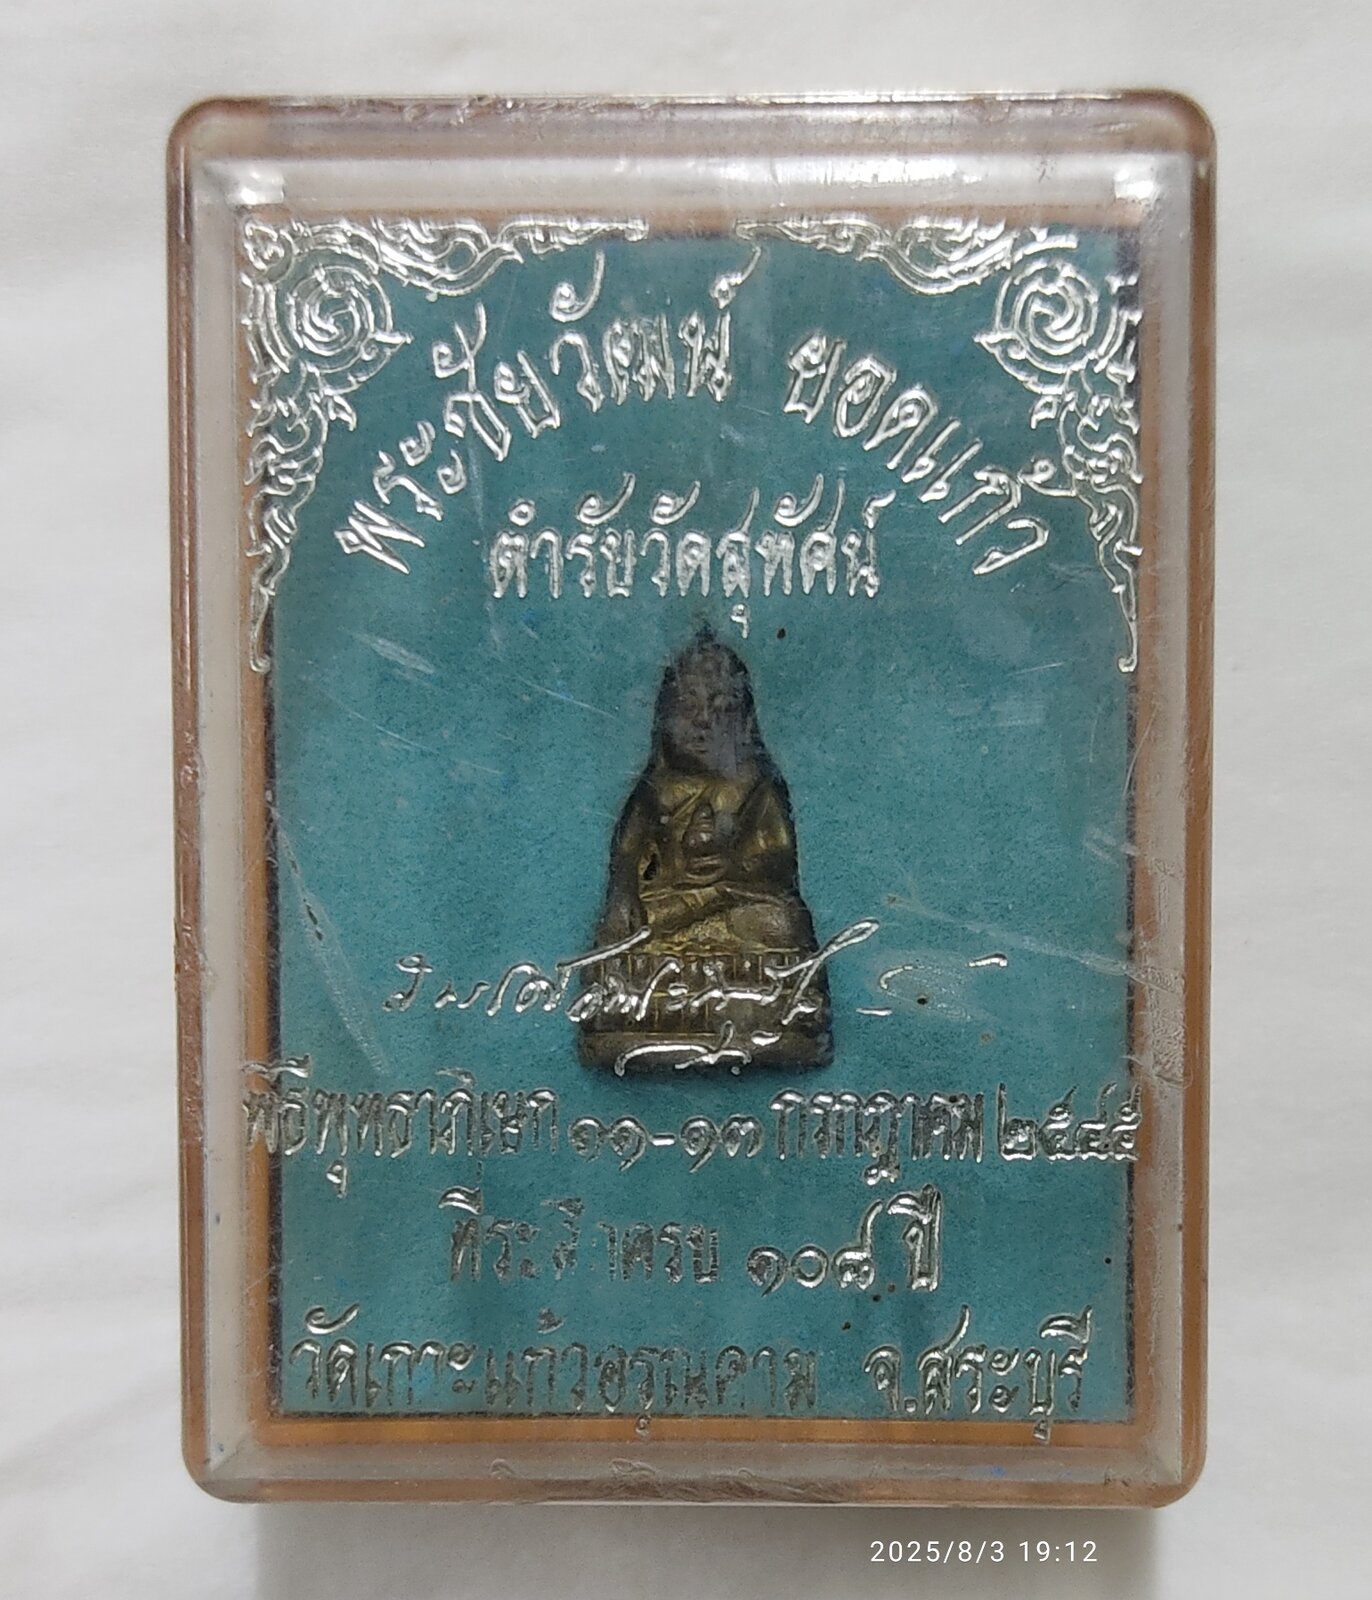 พระชัยวัฒน์ ยอดแก้ว
ตำรับวัดสุทัศน์
พิธีพุทธาภิเษก ๑๑-๑๓ กรกฎาคม ๒๕๔๕
ที่ระลึกครบ ๑๐๘ ปี
วัดเกาะแก้วอรุณคาม จ.สระบุรี
2025/8/3 19:12